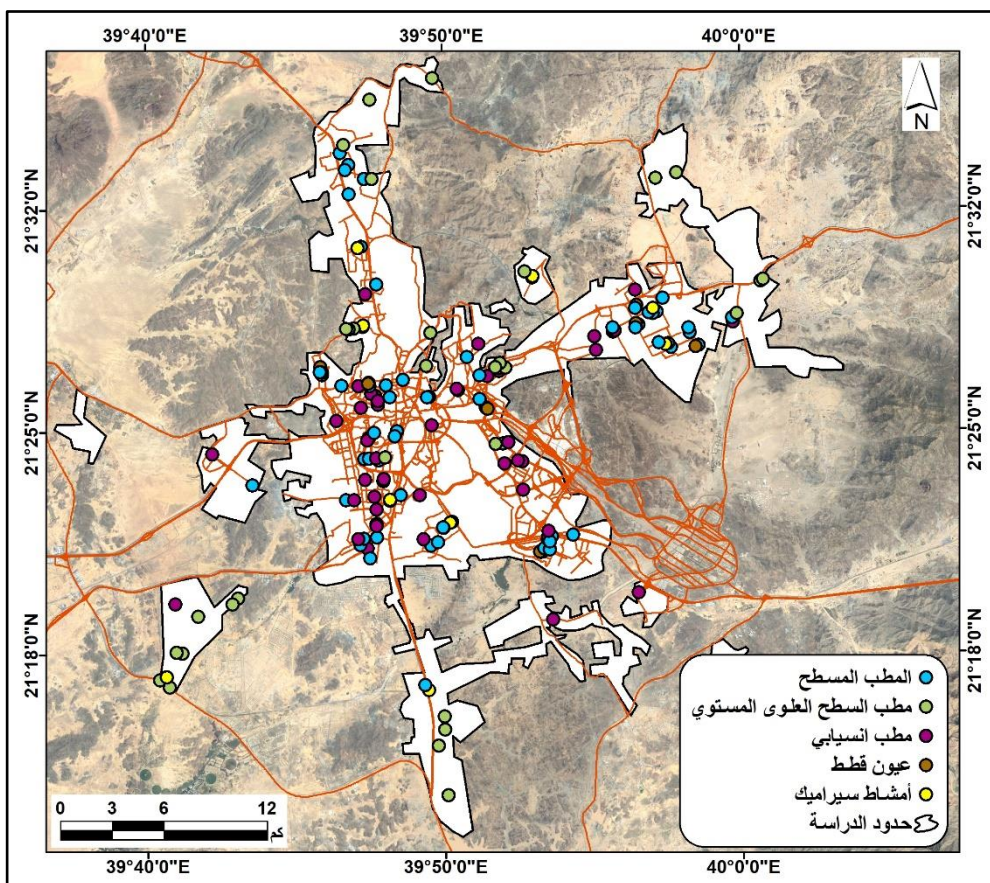 39°40'0"E 39°50'0"E 40°0'0"E
N
21°32'0"N 21°32'0"N
21°25'0"N 21°25'0"N
21°18'0"N 21°18'0"N
المطب المسطح
مطب السطح العلوى المستوي
مطب انسيابي
عيون قطط
أمشاط سيراميك
حدود الدراسة
0 3 6 12
كم
39°40'0"E 39°50'0"E 40°0'0"E